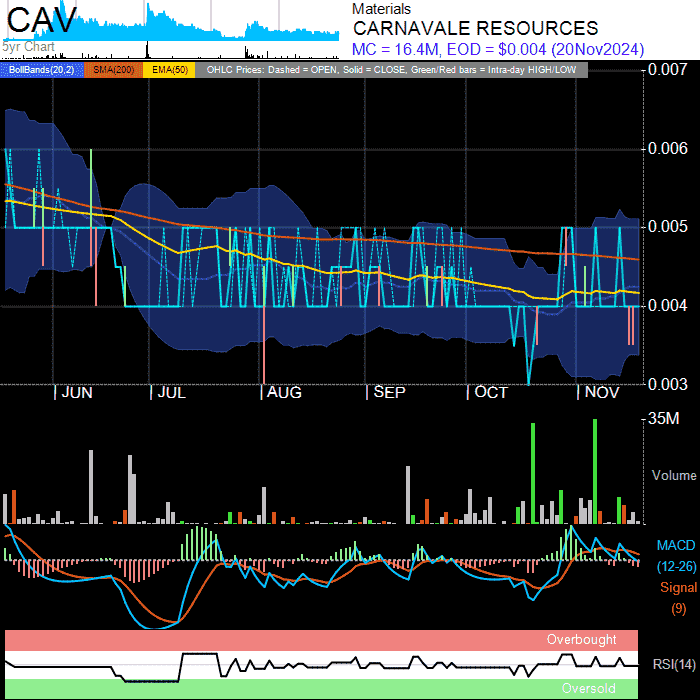 CAV
5yr Chart
Materials
CARNAVALE RESOURCES
MC = 16.4M, EOD = $0.004 (20Nov2024)
BollBands(20,2) SMA(200) EMA(50) OHLC Prices: Dashed = OPEN, Solid = CLOSE, Green/Red bars = Intra-day HIGH/LOW
0.007
0.006
0.005
0.004
0.003
JUN JUL AUG SEP OCT NOV
35M
Volume
MACD
(12-26)
Signal
(9)
Overbought
RSI(14)
Oversold